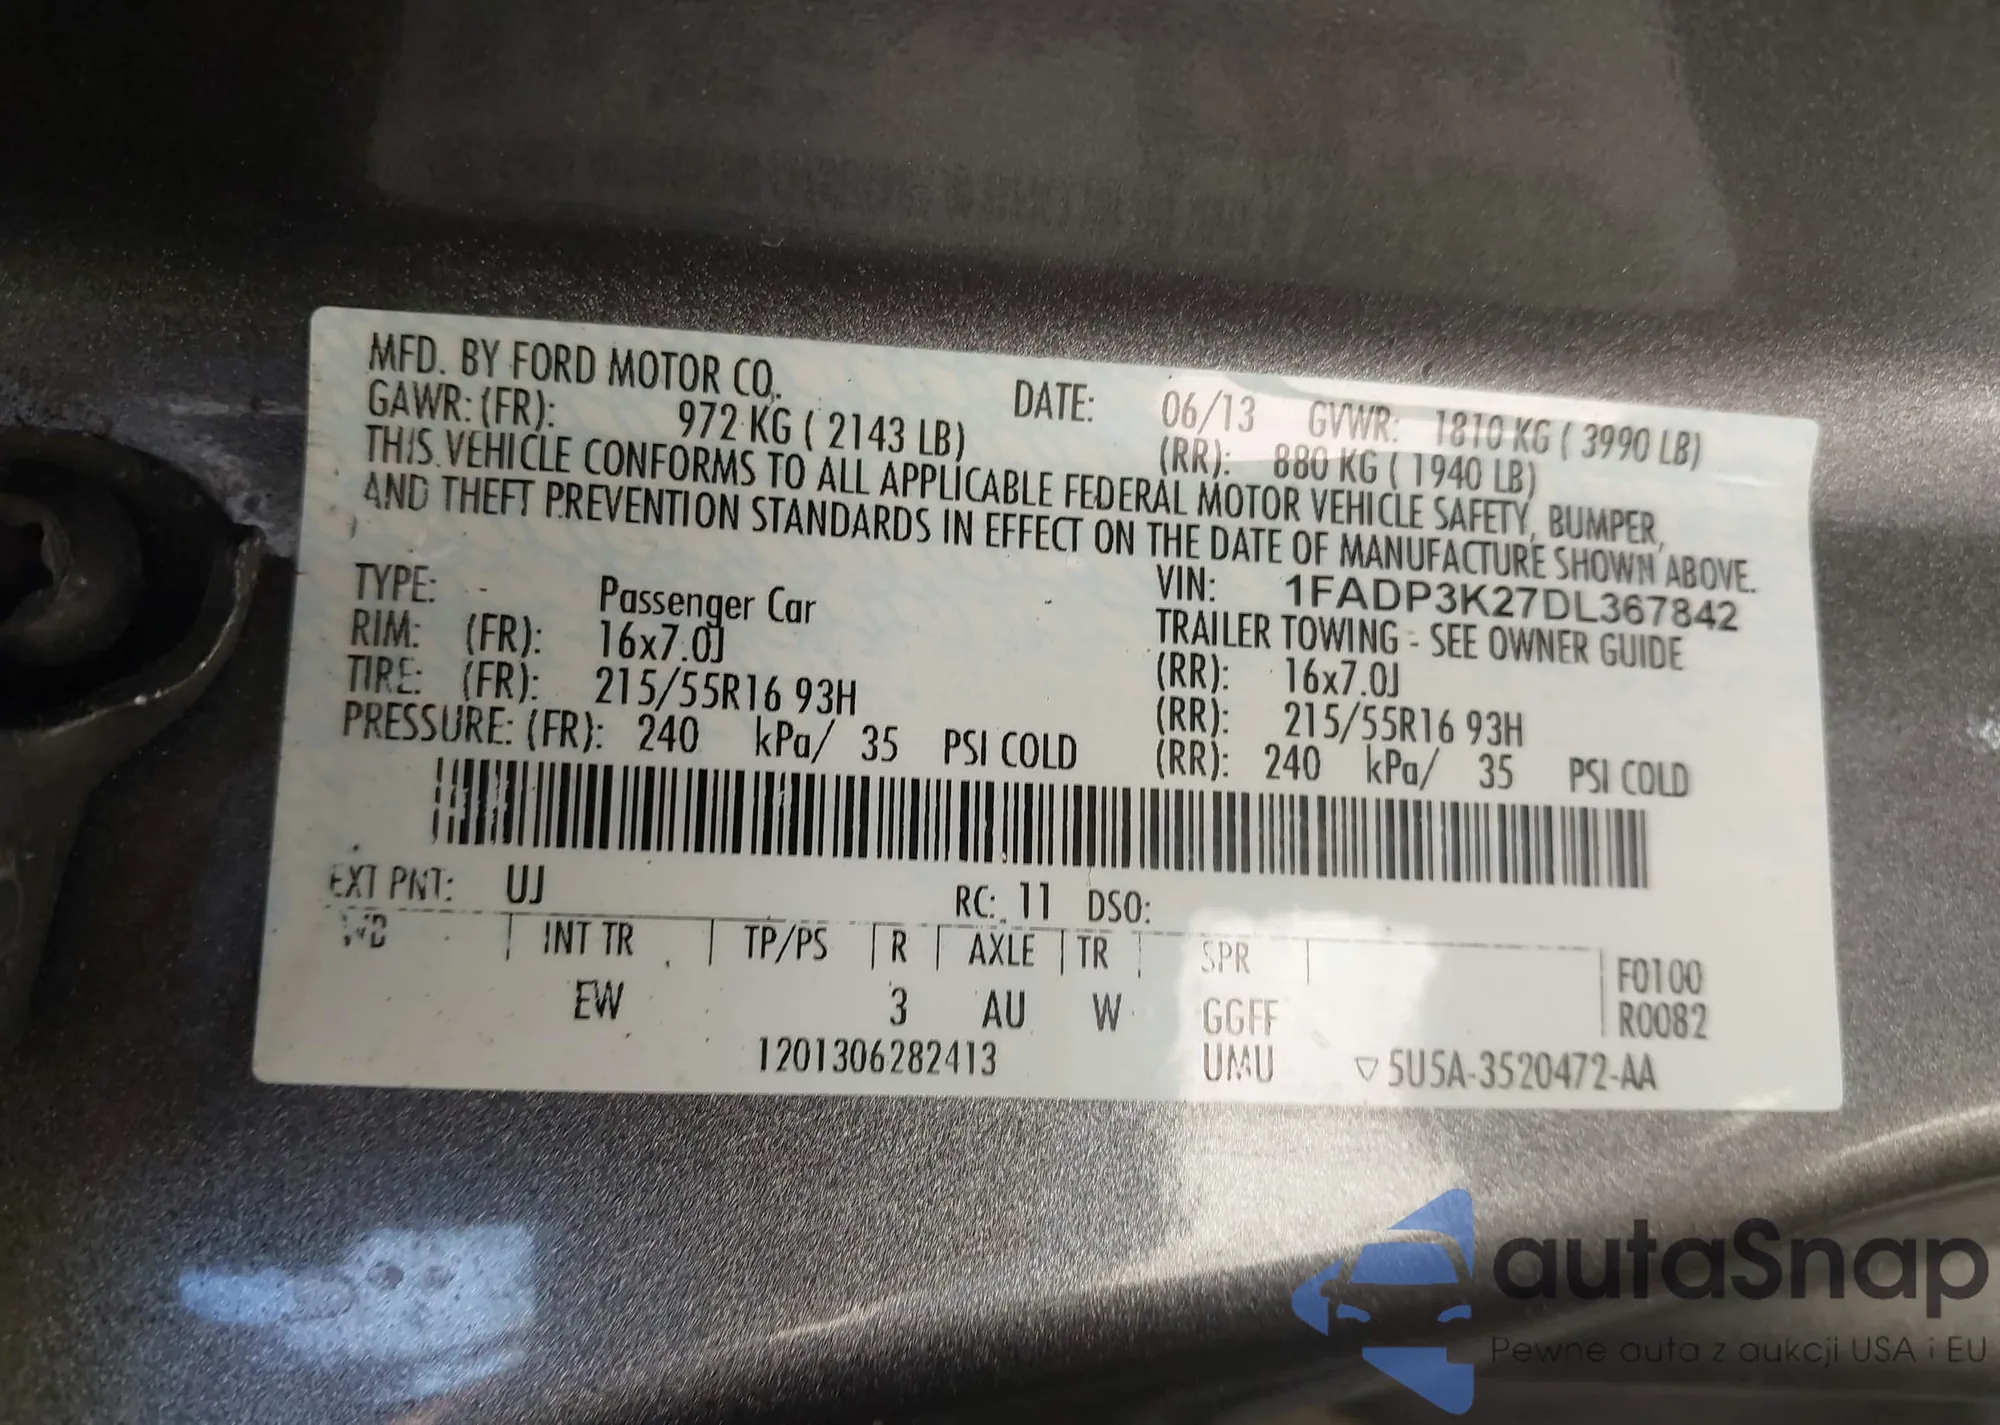 MFD. BY FORD MOTOR CO.
DATE: 06/13 GVWR: 1810 KG ( 3990 LB)
GAWR: (FR): 972 KG ( 2143 LB) (RR): 880 KG ( 1940 LB)
THIS VEHICLE CONFORMS TO ALL APPLICABLE FEDERAL MOTOR VEHICLE SAFETY, BUMPER,
AND THEFT PREVENTION STANDARDS IN EFFECT ON THE DATE OF MANUFACTURE SHOWN ABOVE.
VIN: 1FADP3K27DL367842
TYPE: - Passenger Car TRAILER TOWING - SEE OWNER GUIDE
RIM: (FR): 16x7.0J (RR): 16x7.0J
TIRE: (FR): 215/55R16 93H (RR): 215/55R16 93H
PRESSURE: (FR): 240 kPa/ 35 PSI COLD (RR): 240 kPa/ 35 PSI COLD
EXT PNT: UJ RC: 11 DSO:
WB INT TR TP/PS R AXLE TR SPR F0100
EW 3 AU W GGFF R0082
1201306282413 UMU ▽5U5A-3520472-AA
autaSnap
Pewne auta z aukcji USA i EU